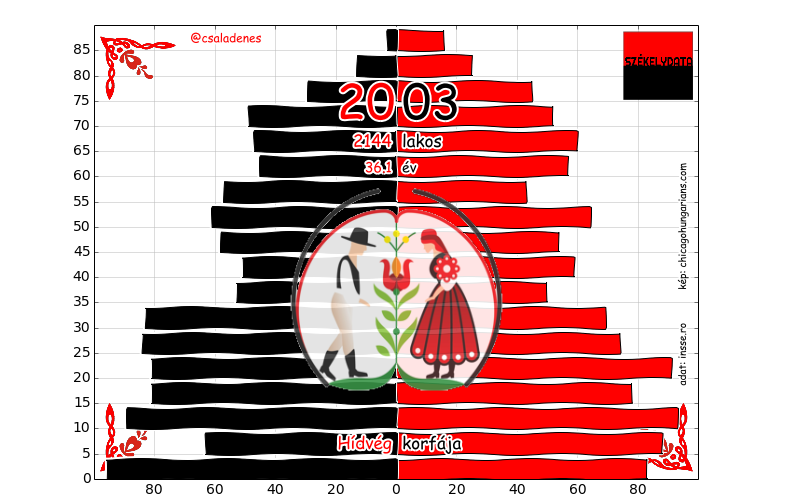 @csaladenes
SZÉKELYDATA
2003
2144 lakos
36.1 év
kép: chicagohungarians.com
adat: insse.ro
Hídvég korfája
85
80
75
70
65
60
55
50
45
40
35
30
25
20
15
10
5
0
80 60 40 20 0 20 40 60 80